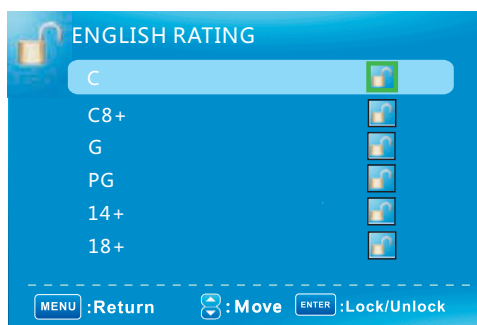 ENGLISH RATING
C
C8+
G
PG
14+
18+
MENU :Return :Move ENTER :Lock/Unlock